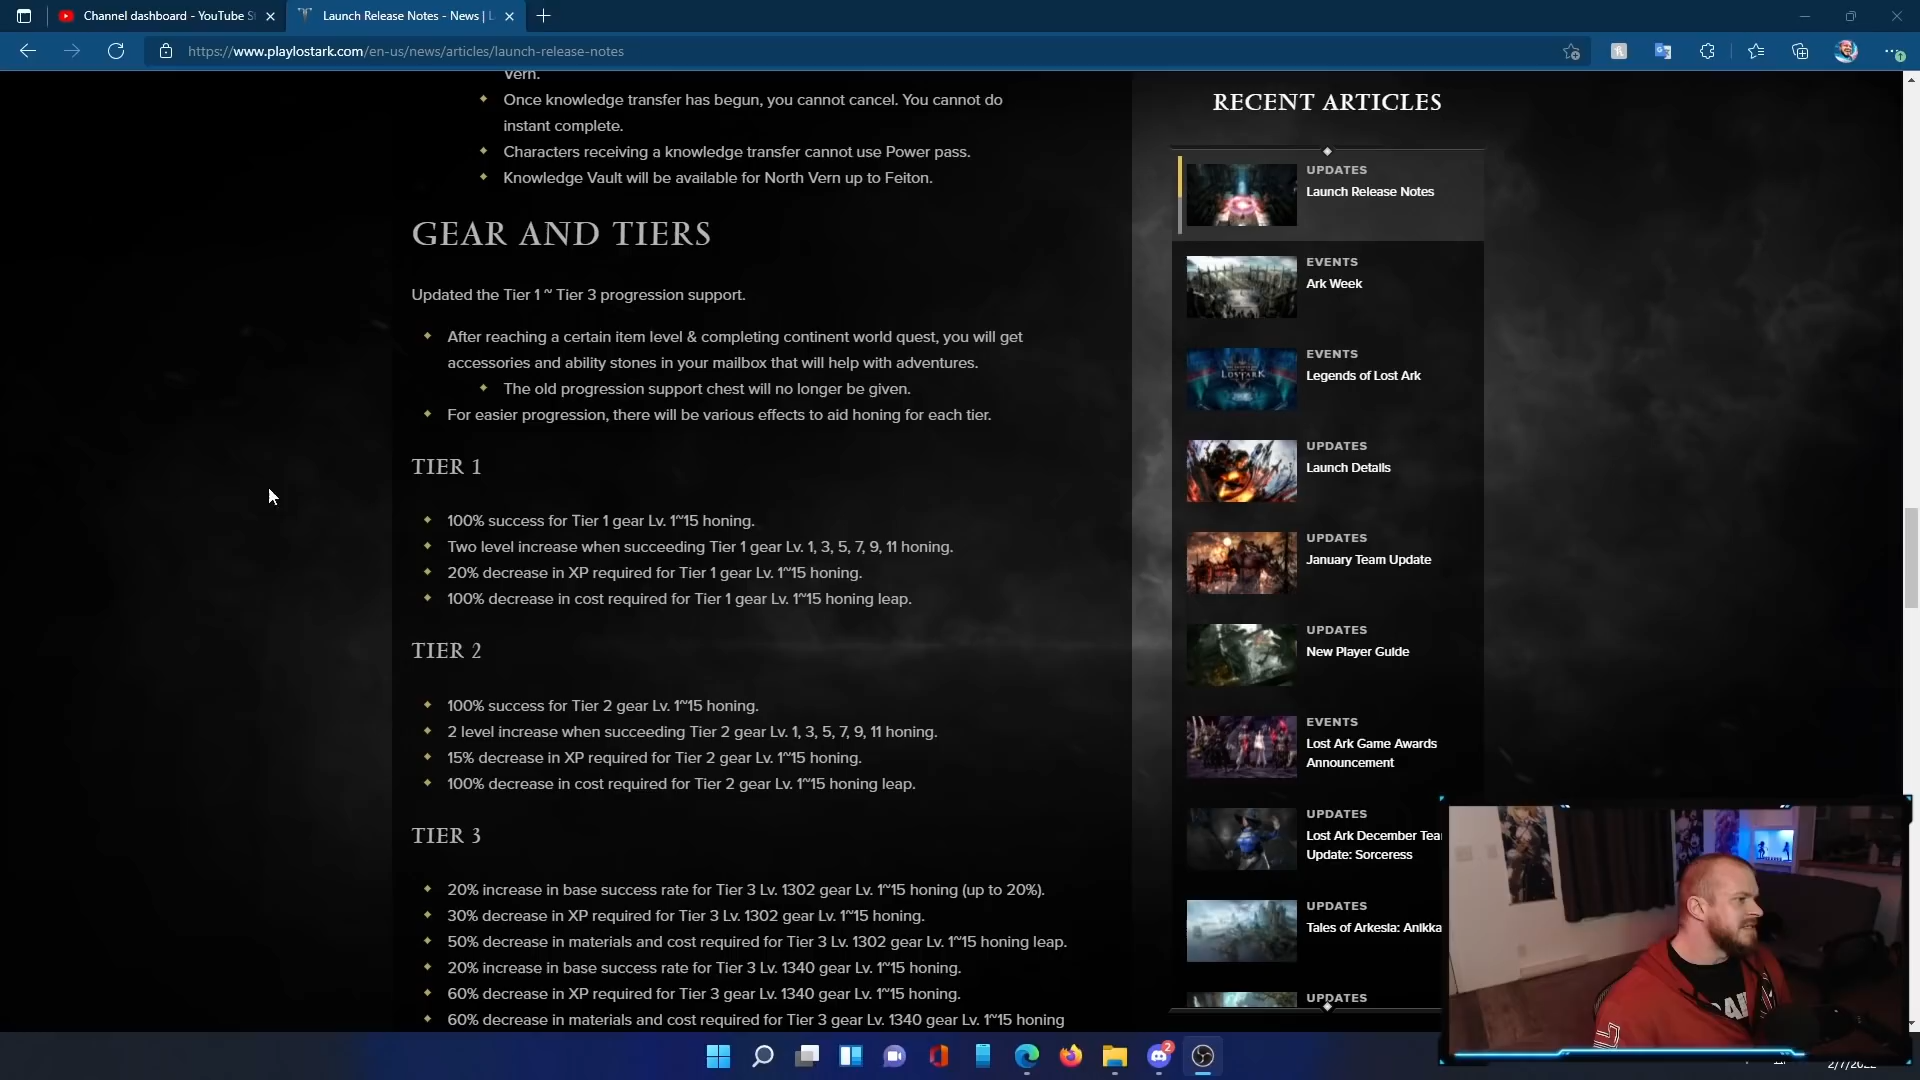 Channel dashboard - YouTube S
Launch Release Notes - News | L
https://www.playlostark.com/en-us/news/articles/launch-release-notes
Vern.
Once knowledge transfer has begun, you cannot cancel. You cannot do
instant complete.
Characters receiving a knowledge transfer cannot use Power pass.
Knowledge Vault will be available for North Vern up to Feiton.
GEAR AND TIERS
Updated the Tier 1 ~ Tier 3 progression support.
After reaching a certain item level & completing continent world quest, you will get
accessories and ability stones in your mailbox that will help with adventures.
The old progression support chest will no longer be given.
For easier progression, there will be various effects to aid honing for each tier.
TIER 1
100% success for Tier 1 gear Lv. 1~15 honing.
Two level increase when succeeding Tier 1 gear Lv. 1, 3, 5, 7, 9, 11 honing.
20% decrease in XP required for Tier 1 gear Lv. 1~15 honing.
100% decrease in cost required for Tier 1 gear Lv. 1~15 honing leap.
TIER 2
100% success for Tier 2 gear Lv. 1~15 honing.
2 level increase when succeeding Tier 2 gear Lv. 1, 3, 5, 7, 9, 11 honing.
15% decrease in XP required for Tier 2 gear Lv. 1~15 honing.
100% decrease in cost required for Tier 2 gear Lv. 1~15 honing leap.
TIER 3
20% increase in base success rate for Tier 3 Lv. 1302 gear Lv. 1~15 honing (up to 20%).
30% decrease in XP required for Tier 3 Lv. 1302 gear Lv. 1~15 honing.
50% decrease in materials and cost required for Tier 3 Lv. 1302 gear Lv. 1~15 honing leap.
20% increase in base success rate for Tier 3 Lv. 1340 gear Lv. 1~15 honing.
60% decrease in XP required for Tier 3 gear Lv. 1340 gear Lv. 1~15 honing.
60% decrease in materials and cost required for Tier 3 gear Lv. 1340 gear Lv. 1~15 honing
RECENT ARTICLES
UPDATES
Launch Release Notes
EVENTS
Ark Week
EVENTS
Legends of Lost Ark
LOST ARK
UPDATES
Launch Details
UPDATES
January Team Update
UPDATES
New Player Guide
EVENTS
Lost Ark Game Awards
Announcement
UPDATES
Lost Ark December Tea
Update: Sorceress
UPDATES
Tales of Arkesia: Anikka
UPDATES
2